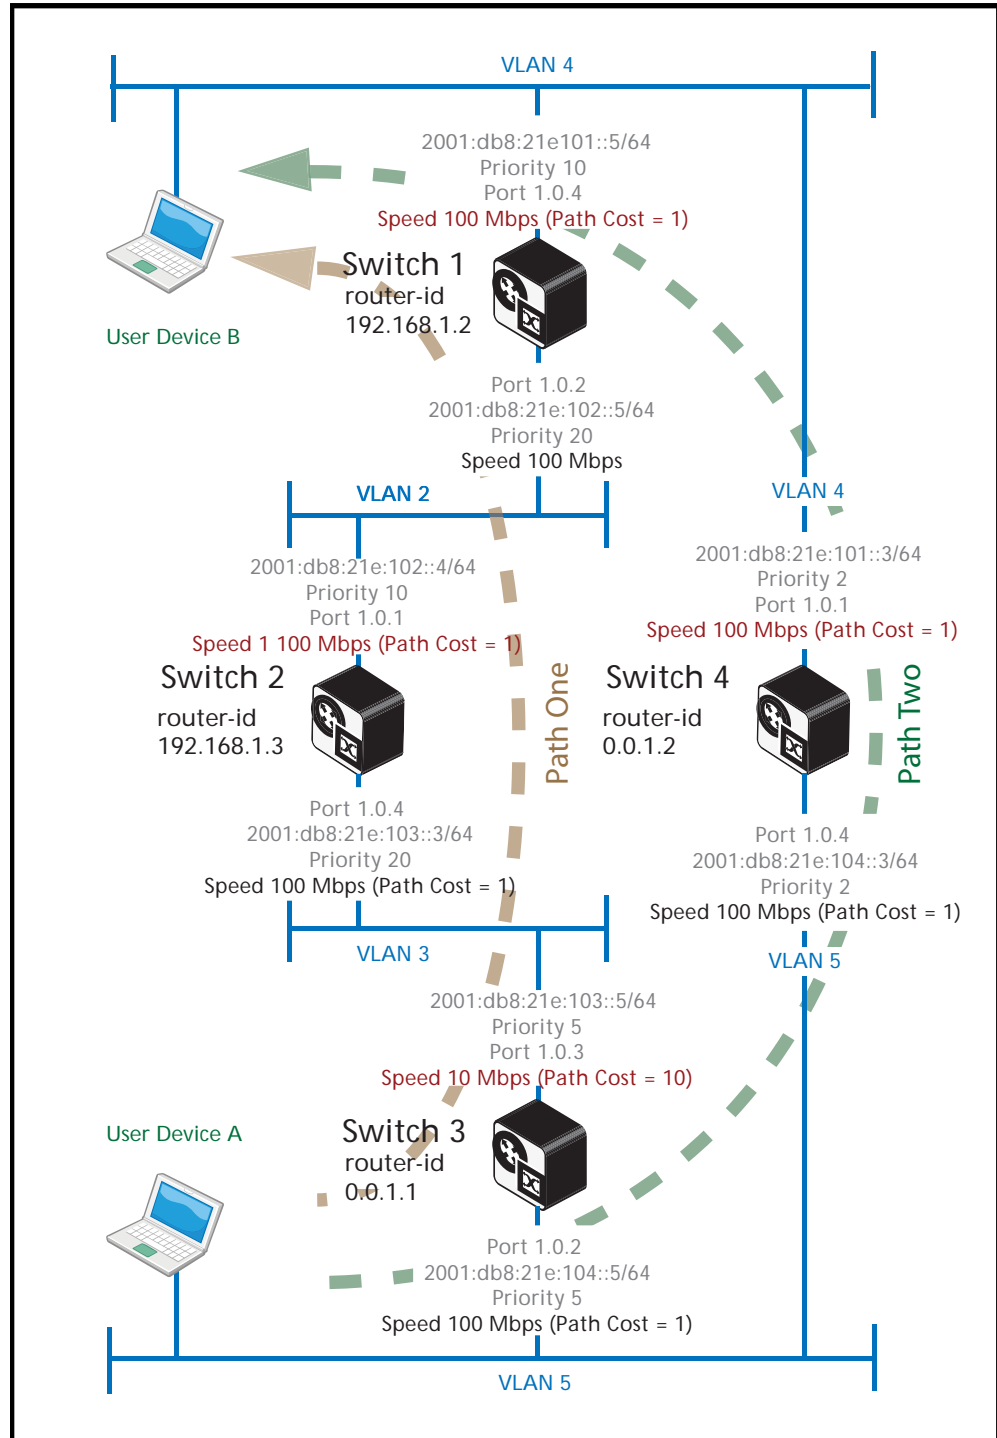 VLAN 4
2001:db8:21e101::5/64
Priority 10
Port 1.0.4
Speed 100 Mbps (Path Cost = 1)
Switch 1
router-id
192.168.1.2
User Device B
Port 1.0.2
2001:db8:21e:102::5/64
Priority 20
Speed 100 Mbps
VLAN 2
VLAN 4
2001:db8:21e:102::4/64
Priority 10
Port 1.0.1
Speed 1 100 Mbps (Path Cost = 1)
Switch 2
router-id
192.168.1.3
Path One
2001:db8:21e:101::3/64
Priority 2
Port 1.0.1
Speed 100 Mbps (Path Cost = 1)
Switch 4
router-id
0.0.1.2
Path Two
Port 1.0.4
2001:db8:21e:103::3/64
Priority 20
Speed 100 Mbps (Path Cost = 1)
Port 1.0.4
2001:db8:21e:104::3/64
Priority 2
Speed 100 Mbps (Path Cost = 1)
VLAN 3
VLAN 5
2001:db8:21e:103::5/64
Priority 5
Port 1.0.3
Speed 10 Mbps (Path Cost = 10)
User Device A
Switch 3
router-id
0.0.1.1
Port 1.0.2
2001:db8:21e:104::5/64
Priority 5
Speed 100 Mbps (Path Cost = 1)
VLAN 5